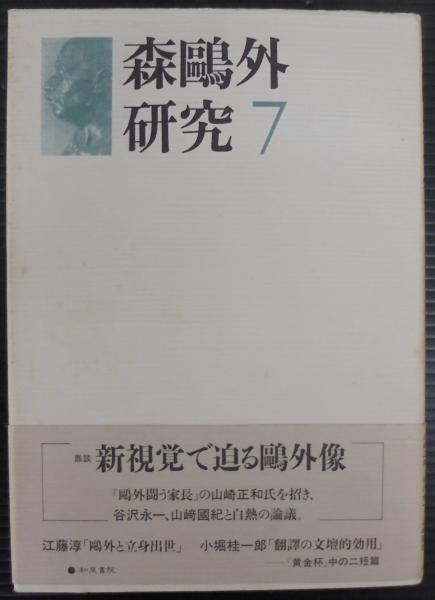 森鷗外
研究 7
鼎談 新視覚で迫る鷗外像
『鷗外闘う家長』の山崎正和氏を招き、
谷沢永一、山﨑國紀と白熱の論議。
江藤淳「鷗外と立身出世」 小堀桂一郎「翻譯の文壇的効用」
——『黄金杯』中の二短篇
●和泉書院